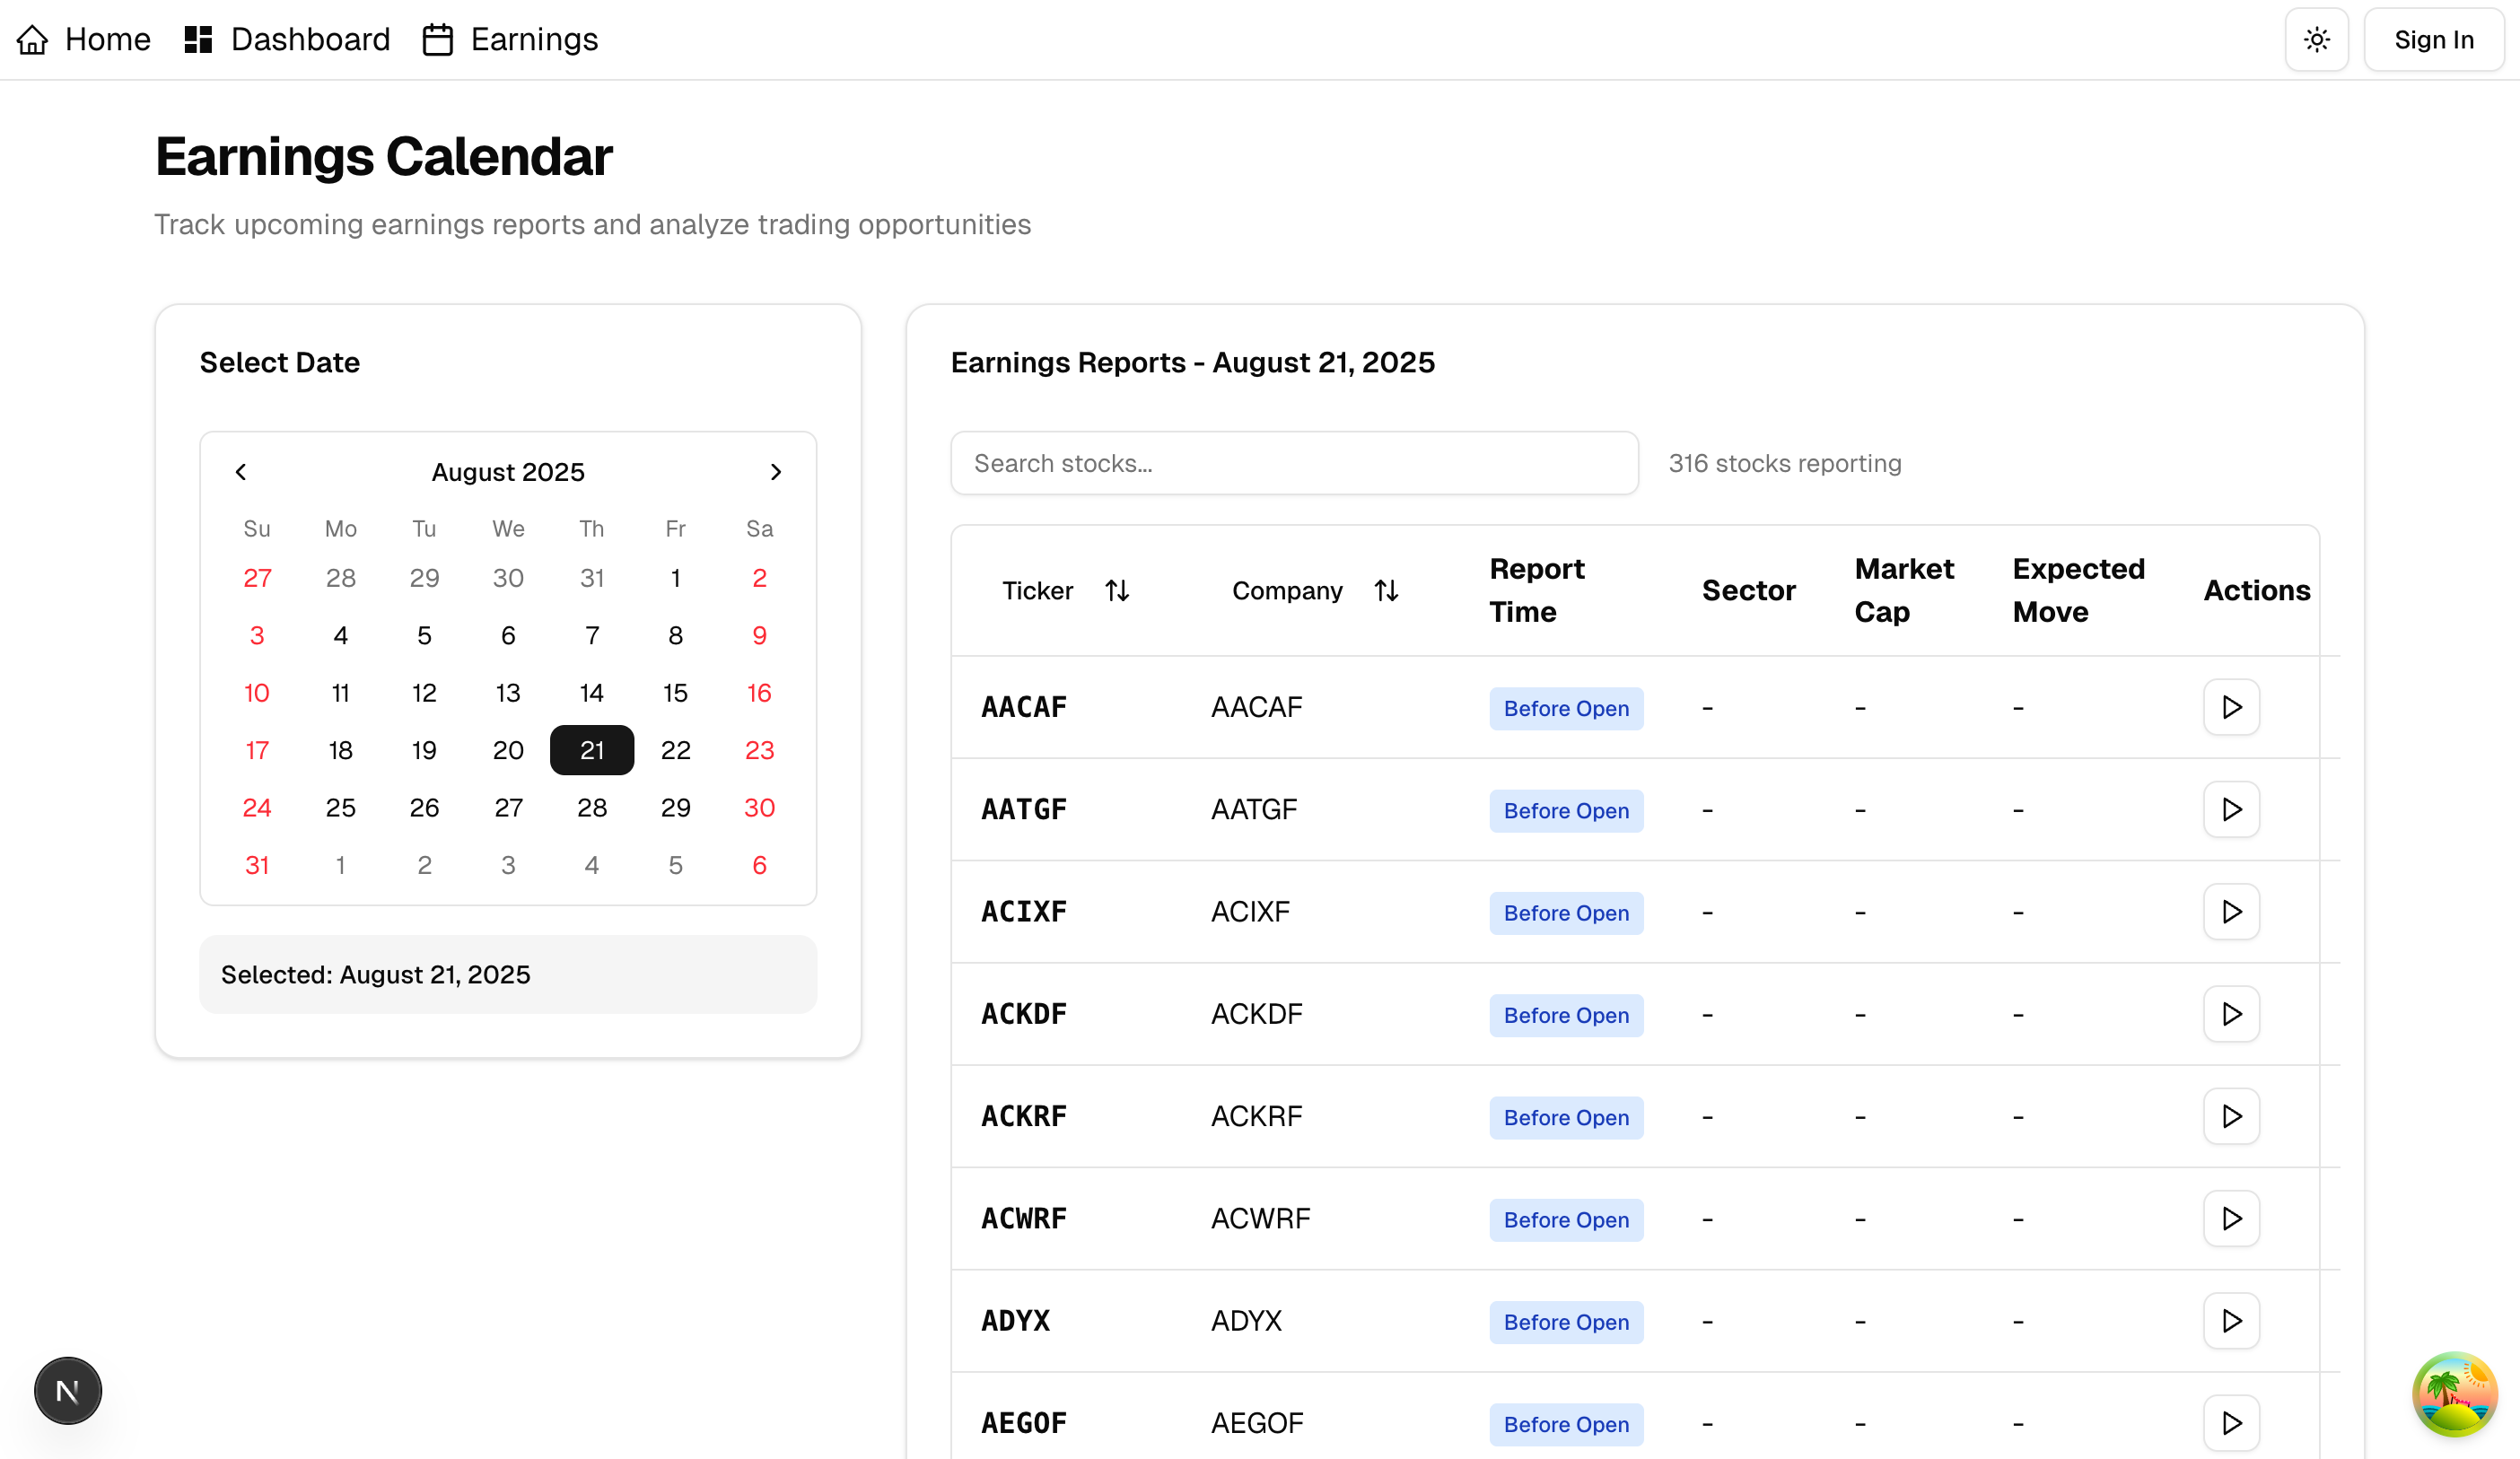 Home Dashboard Earnings Sign In
Earnings Calendar
Track upcoming earnings reports and analyze trading opportunities
Select Date
August 2025
Su Mo Tu We Th Fr Sa
27 28 29 30 31 1 2
3 4 5 6 7 8 9
10 11 12 13 14 15 16
17 18 19 20 21 22 23
24 25 26 27 28 29 30
31 1 2 3 4 5 6
Selected: August 21, 2025
Earnings Reports - August 21, 2025
Search stocks... 316 stocks reporting
Ticker Company Report Time Sector Market Cap Expected Move Actions
AACAF AACAF Before Open - - -
AATGF AATGF Before Open - - -
ACIXF ACIXF Before Open - - -
ACKDF ACKDF Before Open - - -
ACKRF ACKRF Before Open - - -
ACWRF ACWRF Before Open - - -
ADYX ADYX Before Open - - -
AEGOF AEGOF Before Open - - -
N